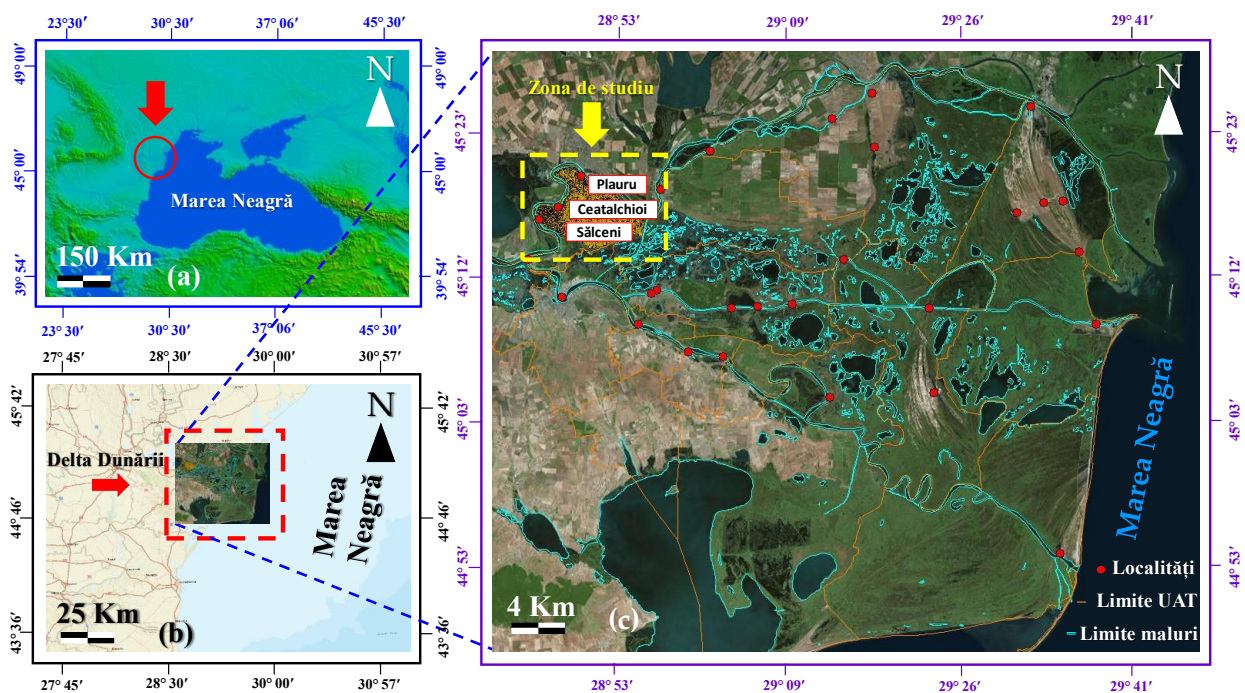 23° 30′ 30° 30′ 37° 06′ 45° 30′
49° 00′
45° 00′
39° 54′
N
Marea Neagră
150 Km
(a)
49° 00′
45° 00′
39° 54′
23° 30′ 30° 30′ 37° 06′ 45° 30′
27° 45′ 28° 30′ 30° 00′ 30° 57′
45° 42′
44° 46′
43° 36′
N
Delta Dunării
Marea
Neagră
25 Km
(b)
45° 42′
44° 46′
43° 36′
27° 45′ 28° 30′ 30° 00′ 30° 57′
28° 53′ 29° 09′ 29° 26′ 29° 41′
45° 23′
45° 12′
45° 03′
44° 53′
Zona de studiu
N
Plauru
Ceatalchioi
Sălceni
Marea Neagră
Localități
Limite UAT
Limite maluri
4 Km
(c)
45° 23′
45° 12′
45° 03′
44° 53′
28° 53′ 29° 09′ 29° 26′ 29° 41′